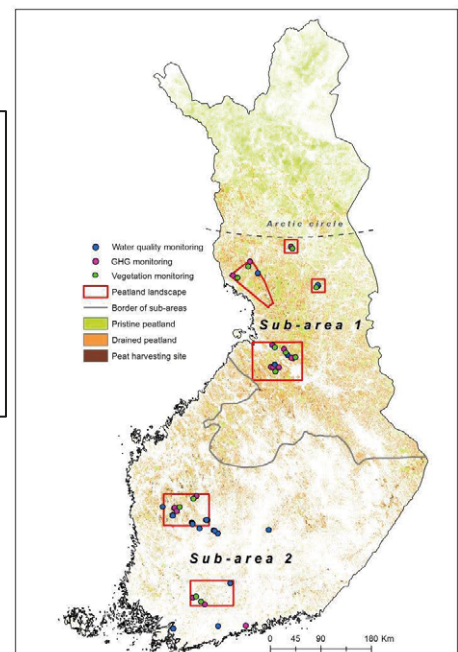 Arctic circle
Water quality monitoring
GHG monitoring
Vegetation monitoring
Peatland landscape
Border of sub-areas
Pristine peatland
Drained peatland
Peat harvesting site
Sub-area 1
Sub-area 2
0 45 90 180 Km